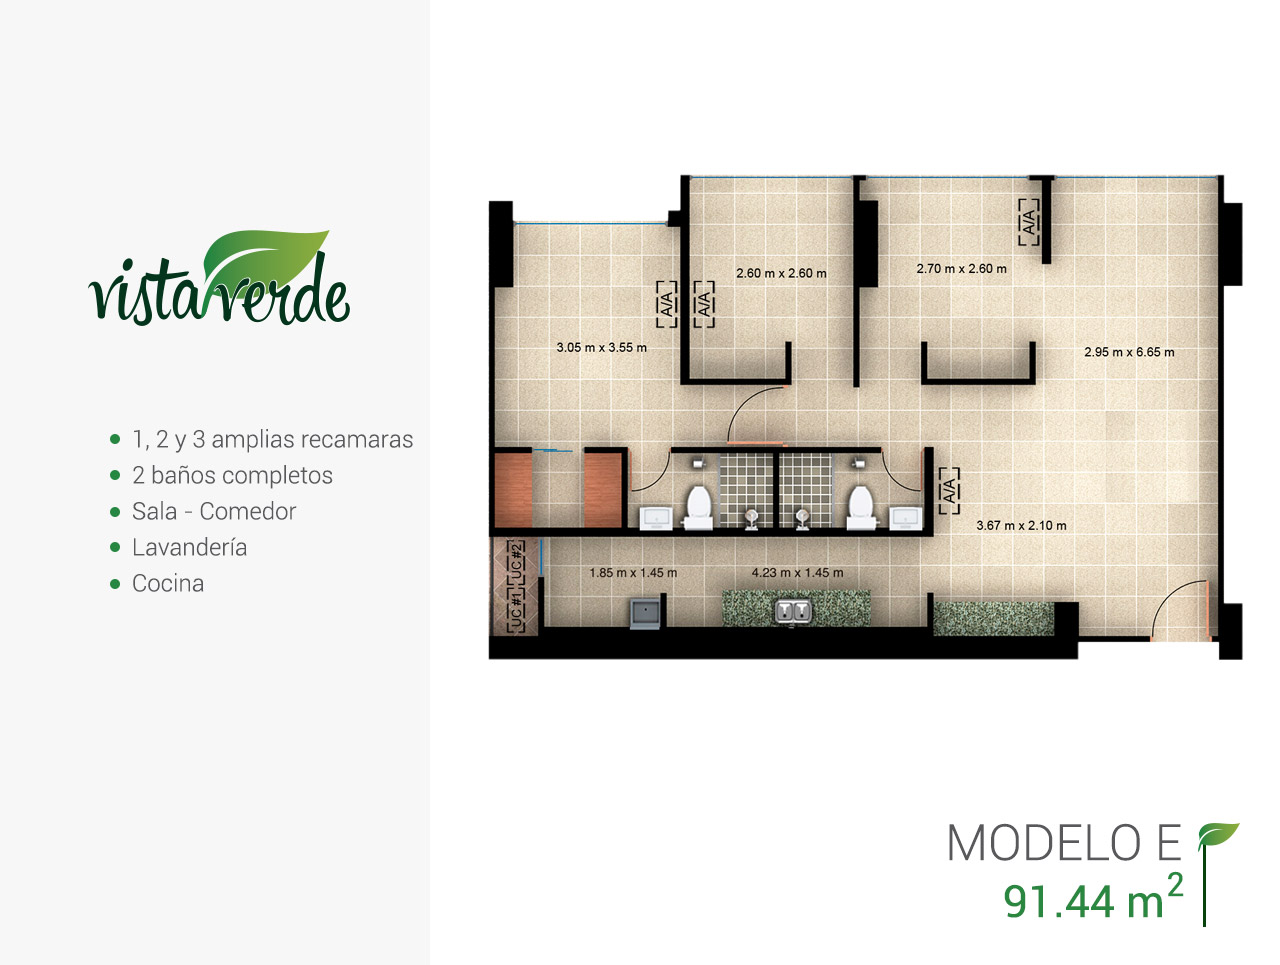 vista verde
1, 2 y 3 amplias recamaras
2 baños completos
Sala - Comedor
Lavandería
Cocina
2.60 m x 2.60 m
2.70 m x 2.60 m
A/A
A/A
A/A
3.05 m x 3.55 m
2.95 m x 6.65 m
A/A
3.67 m x 2.10 m
UC #2
UC #1
1.85 m x 1.45 m
4.23 m x 1.45 m
MODELO E
91.44 m²